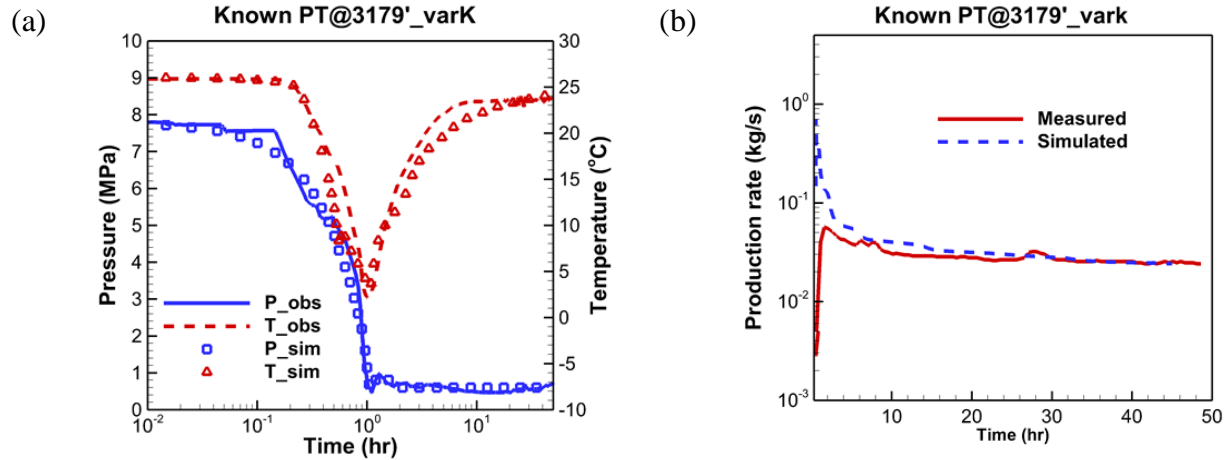 (a)
Known PT@3179'_varK
Pressure (MPa)
10
9
8
7
6
5
4
3
2
1
0
30
25
20
15
10
5
0
-5
-10
Temperature (°C)
P_obs
T_obs
P_sim
T_sim
10-2
10-1
100
101
Time (hr)
(b)
Known PT@3179'_vark
Production rate (kg/s)
100
10-1
10-2
10-3
Measured
Simulated
10
20
30
40
50
Time (hr)